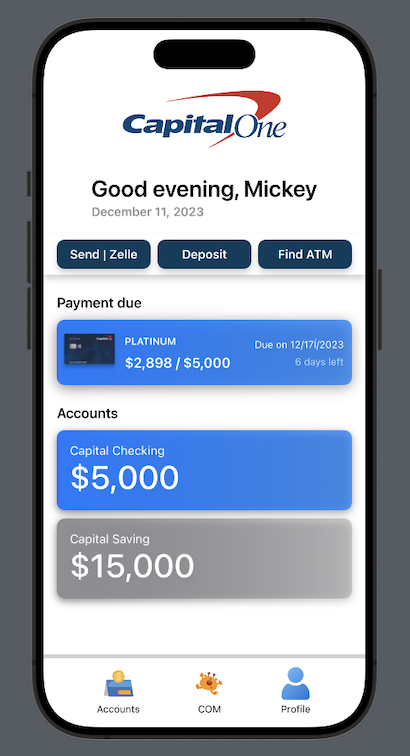 CapitalOne
Good evening, Mickey
December 11, 2023
Send | Zelle
Deposit
Find ATM
Payment due
PLATINUM
Due on 12/17/2023
$2,898 / $5,000
6 days left
Accounts
Capital Checking
$5,000
Capital Saving
$15,000
Accounts
COM
Profile